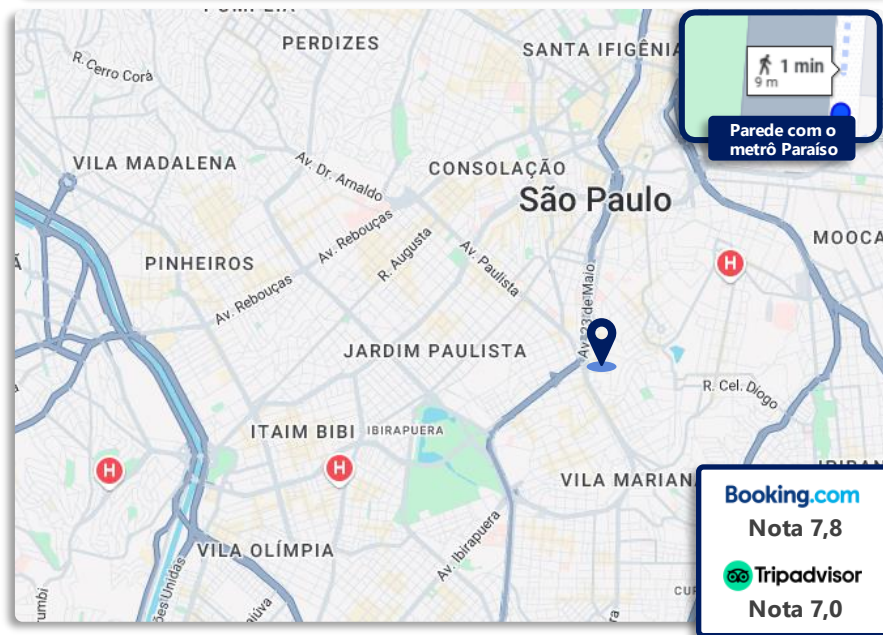 PERDIZES
SANTA IFIGÊNIA
R. Cerro Corá
1 min
9 m
Parede com o
metrô Paraíso
VILA MADALENA
Av. Dr. Arnaldo
CONSOLAÇÃO
São Paulo
Av. Rebouças
R. Augusta
Av. Paulista
MOOCA
PINHEIROS
H
Av. Rebouças
Av. 23 de Maio
JARDIM PAULISTA
R. Cel. Diogo
ITAIM BIBI
IBIRAPUERA
H
H
VILA MARIANA
Booking.com
Nota 7,8
Tripadvisor
Nota 7,0
VILA OLÍMPIA
Av. Ibirapuera